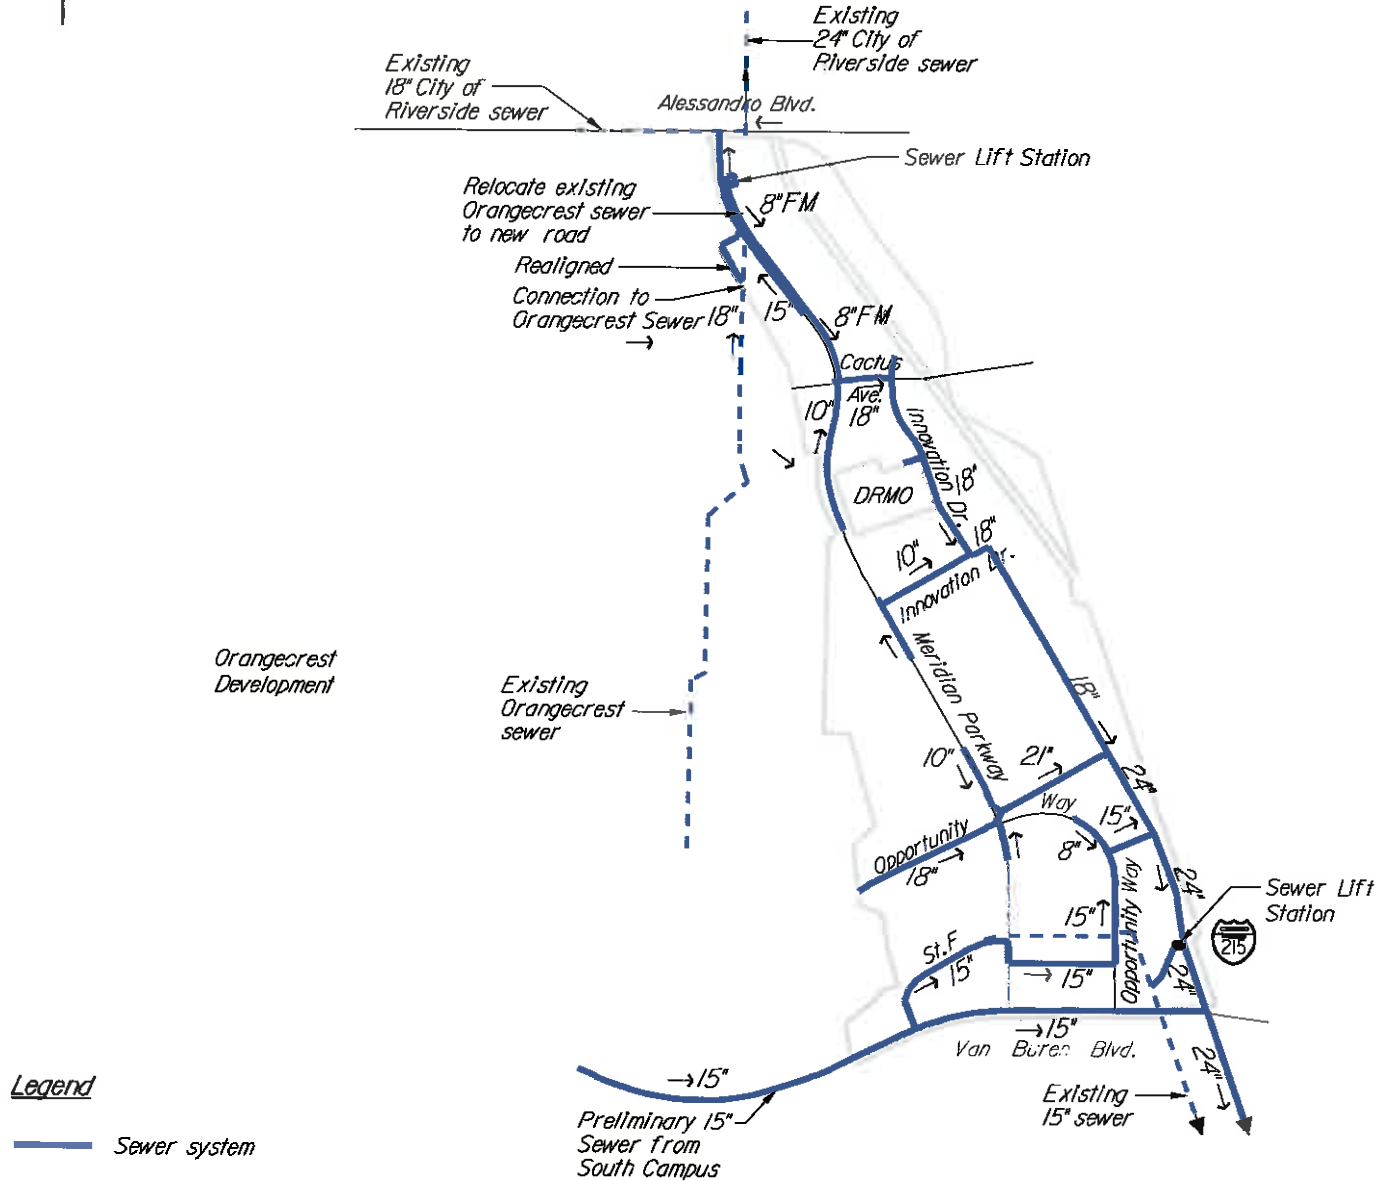 Existing
24" City of
Riverside sewer
Existing
18" City of
Riverside sewer
Alessandro Blvd.
Sewer Lift Station
Relocate existing
Orangecrest sewer
to new road
8"FM
Realigned
Connection to
Orangecrest Sewer
18"
15"
8"FM
Cactus
Ave.
18"
10"
Innovation Dr.
18"
DRMO
18"
10"
Innovation Dr.
Orangecrest
Development
Existing
Orangecrest
sewer
Meridian Parkway
18"
10"
21"
24"
Way
15"
Opportunity
18"
8"
24"
Sewer Lift
Station
215
15"
Opportunity Way
St.F
15"
15"
24"
15"
Van Buren Blvd.
24"
15"
Existing
15" sewer
Preliminary 15"
Sewer from
South Campus
Legend
Sewer system